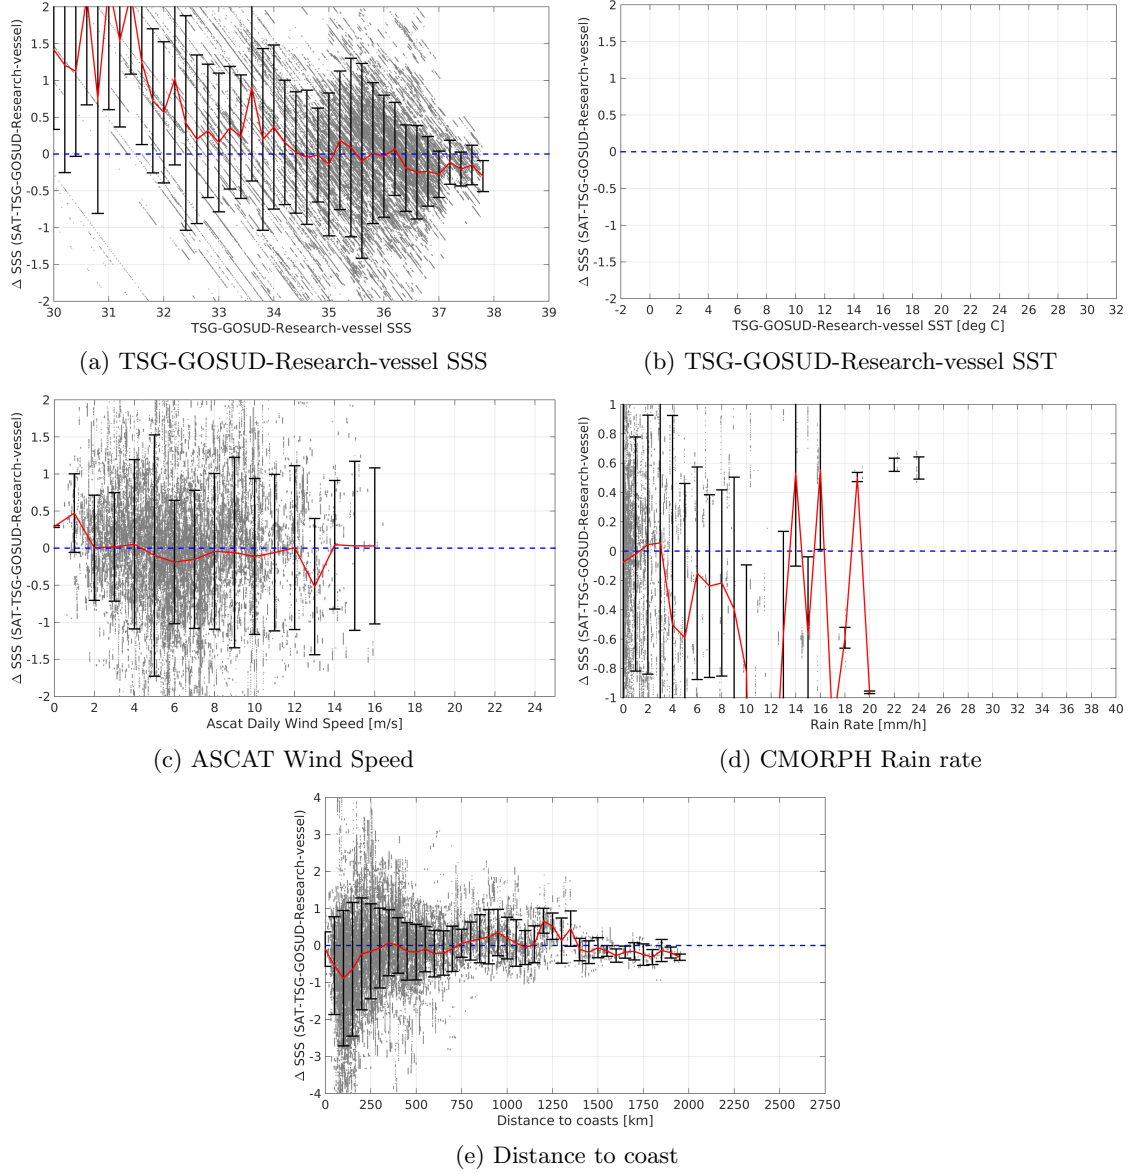 2
1.5
1
0.5
0
-0.5
-1
-1.5
-2
Δ SSS (SAT-TSG-GOSUD-Research-vessel)
30 31 32 33 34 35 36 37 38 39
TSG-GOSUD-Research-vessel SSS
(a) TSG-GOSUD-Research-vessel SSS
2
1.5
1
0.5
0
-0.5
-1
-1.5
-2
Δ SSS (SAT-TSG-GOSUD-Research-vessel)
-2 0 2 4 6 8 10 12 14 16 18 20 22 24 26 28 30 32
TSG-GOSUD-Research-vessel SST [deg C]
(b) TSG-GOSUD-Research-vessel SST
2
1.5
1
0.5
0
-0.5
-1
-1.5
-2
Δ SSS (SAT-TSG-GOSUD-Research-vessel)
0 2 4 6 8 10 12 14 16 18 20 22 24
Ascat Daily Wind Speed [m/s]
(c) ASCAT Wind Speed
1
0.8
0.6
0.4
0.2
0
-0.2
-0.4
-0.6
-0.8
-1
Δ SSS (SAT-TSG-GOSUD-Research-vessel)
0 2 4 6 8 10 12 14 16 18 20 22 24 26 28 30 32 34 36 38 40
Rain Rate [mm/h]
(d) CMORPH Rain rate
4
3
2
1
0
-1
-2
-3
-4
Δ SSS (SAT-TSG-GOSUD-Research-vessel)
0 250 500 750 1000 1250 1500 1750 2000 2250 2500 2750
Distance to coasts [km]
(e) Distance to coast